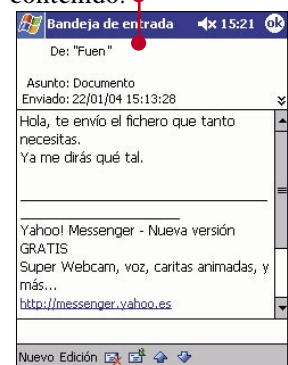 contenido.
Bandeja de entrada 15:21 ok
De: "Fuen"
Asunto: Documento
Enviado: 22/01/04 15:13:28
Hola, te envío el fichero que tanto
necesitas.
Ya me dirás qué tal.
Yahoo! Messenger - Nueva versión
GRATIS
Super Webcam, voz, caritas animadas, y
más...
http://messenger.yahoo.es
Nuevo Edición